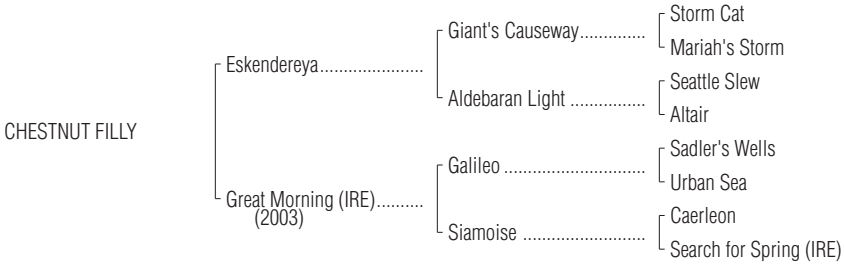 Storm Cat
Giant's Causeway..............
Mariah's Storm
Eskendereya......................
Seattle Slew
Aldebaran Light ................
Altair
CHESTNUT FILLY
Sadler's Wells
Galileo ..............................
Urban Sea
Great Morning (IRE)..........
(2003)
Caerleon
Siamoise ..........................
Search for Spring (IRE)